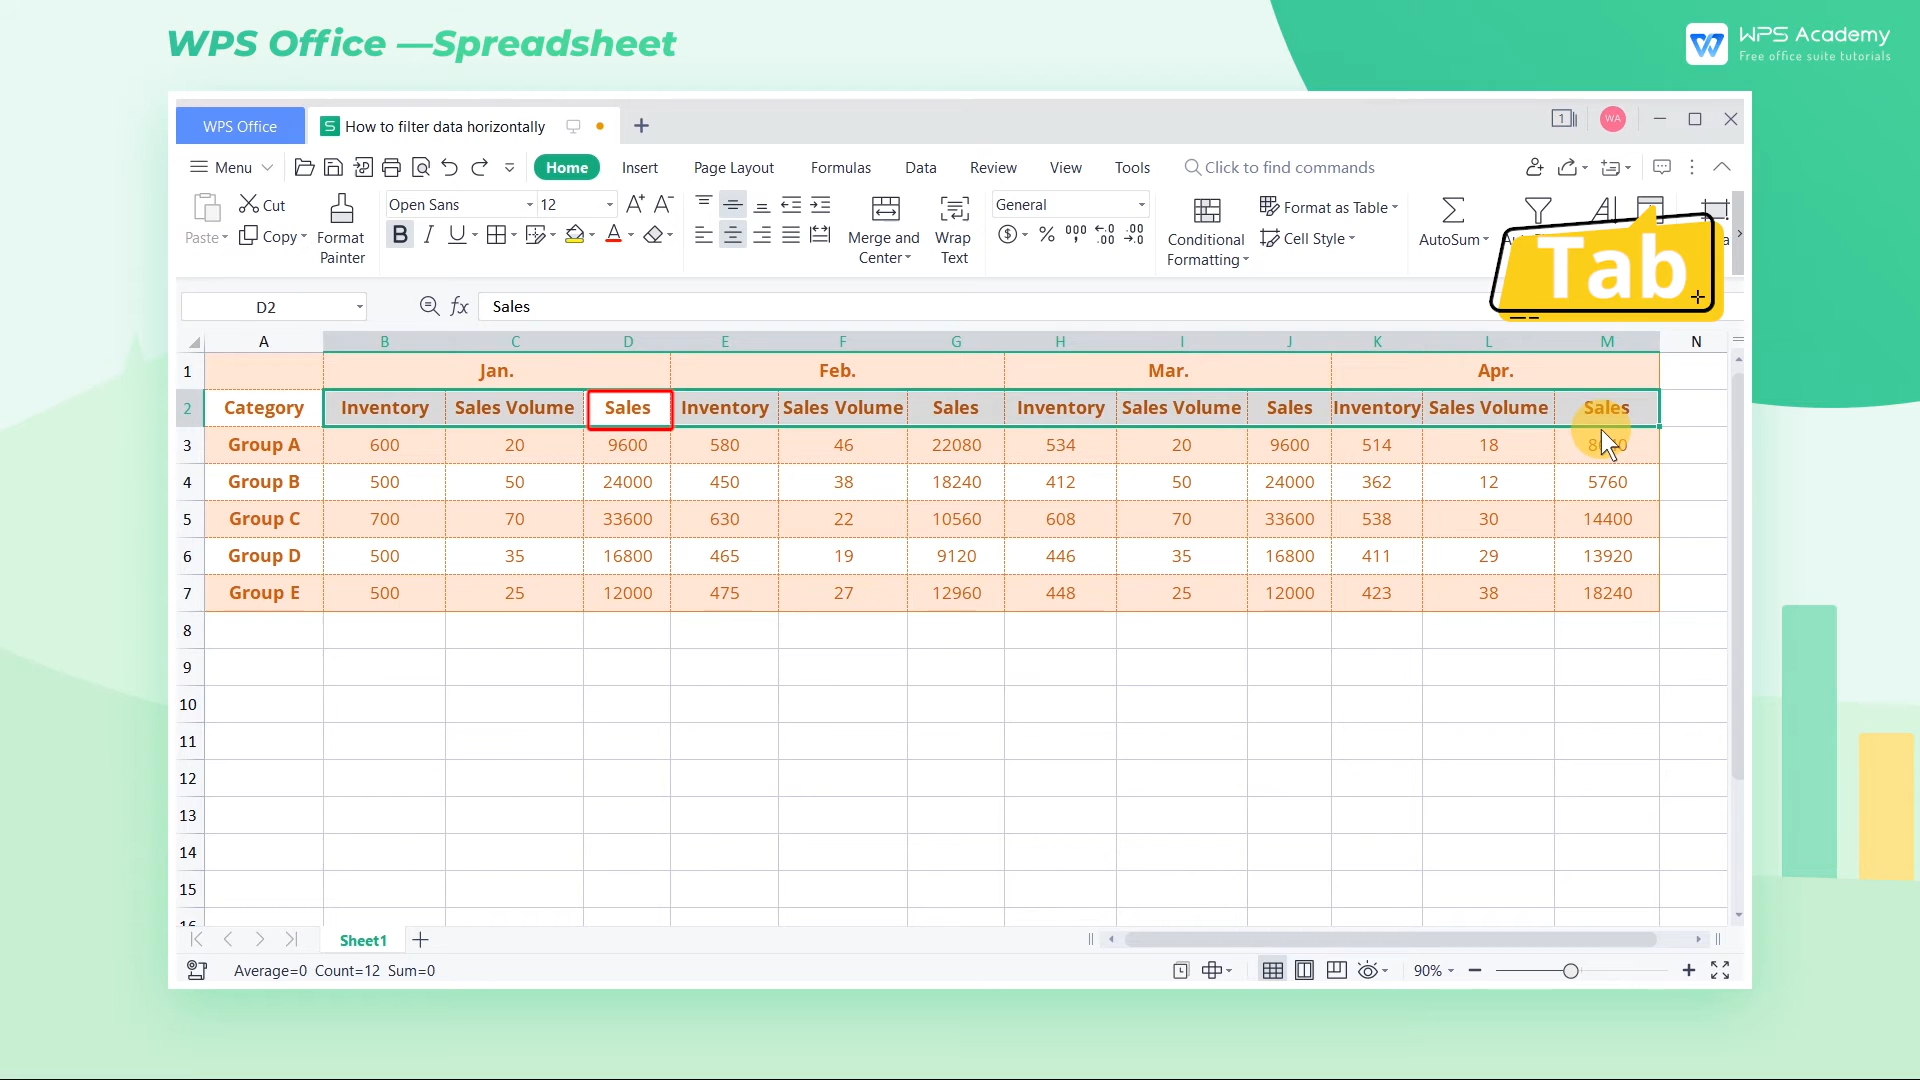 WPS Office —Spreadsheet
WPS Academy
Free office suite tutorials
WPS Office
S How to filter data horizontally
1
WA
Menu
Home Insert Page Layout Formulas Data Review View Tools Click to find commands
Paste
Cut
Copy
Format Painter
Open Sans 12
A+ A-
B I U A
Merge and Center
Wrap Text
General
Conditional Formatting
Format as Table
Cell Style
AutoSum
Tab
D2
fx Sales
A B C D E F G H I J K L M N
1 Jan. Feb. Mar. Apr.
2 Category Inventory Sales Volume Sales Inventory Sales Volume Sales Inventory Sales Volume Sales Inventory Sales Volume Sales
3 Group A 600 20 9600 580 46 22080 534 20 9600 514 18
4 Group B 500 50 24000 450 38 18240 412 50 24000 362 12 5760
5 Group C 700 70 33600 630 22 10560 608 70 33600 538 30 14400
6 Group D 500 35 16800 465 19 9120 446 35 16800 411 29 13920
7 Group E 500 25 12000 475 27 12960 448 25 12000 423 38 18240
8
9
10
11
12
13
14
15
16
Sheet1
Average=0 Count=12 Sum=0
90%